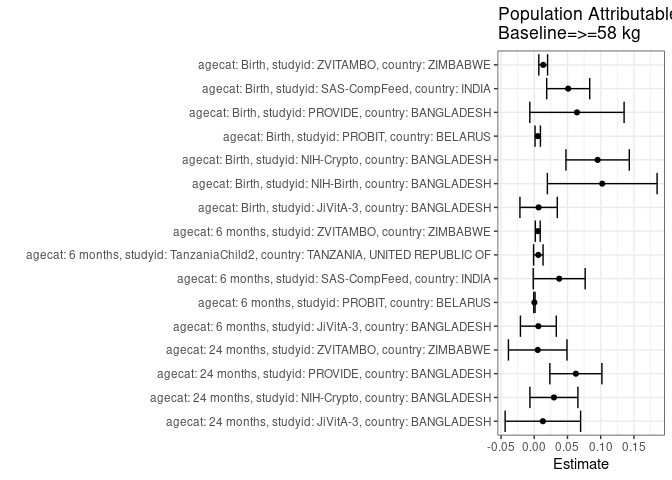 Population Attributable
Baseline=>=58 kg
agecat: Birth, studyid: ZVITAMBO, country: ZIMBABWE
agecat: Birth, studyid: SAS-CompFeed, country: INDIA
agecat: Birth, studyid: PROVIDE, country: BANGLADESH
agecat: Birth, studyid: PROBIT, country: BELARUS
agecat: Birth, studyid: NIH-Crypto, country: BANGLADESH
agecat: Birth, studyid: NIH-Birth, country: BANGLADESH
agecat: Birth, studyid: JiVitA-3, country: BANGLADESH
agecat: 6 months, studyid: ZVITAMBO, country: ZIMBABWE
agecat: 6 months, studyid: TanzaniaChild2, country: TANZANIA, UNITED REPUBLIC OF
agecat: 6 months, studyid: SAS-CompFeed, country: INDIA
agecat: 6 months, studyid: PROBIT, country: BELARUS
agecat: 6 months, studyid: JiVitA-3, country: BANGLADESH
agecat: 24 months, studyid: ZVITAMBO, country: ZIMBABWE
agecat: 24 months, studyid: PROVIDE, country: BANGLADESH
agecat: 24 months, studyid: NIH-Crypto, country: BANGLADESH
agecat: 24 months, studyid: JiVitA-3, country: BANGLADESH
-0.05 0.00 0.05 0.10 0.15
Estimate